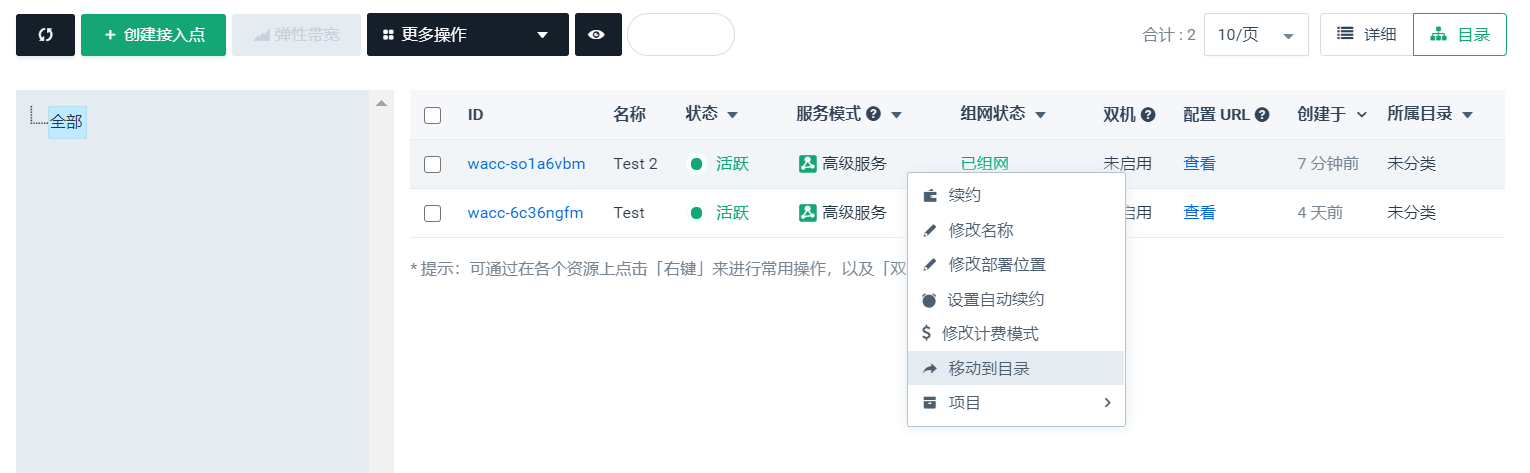 创建接入点 弹性带宽 更多操作 合计 : 2 10/页 详细 目录
全部
ID 名称 状态 服务模式 组网状态 双机 配置 URL 创建于 所属目录
wacc-so1a6vbm Test 2 活跃 高级服务 已组网 未启用 查看 7 分钟前 未分类
wacc-6c36ngfm Test 活跃 高级服务 启用 查看 4 天前 未分类
* 提示：可通过在各个资源上点击「右键」来进行常用操作，以及「双
续约
修改名称
修改部署位置
设置自动续约
$ 修改计费模式
移动到目录
项目